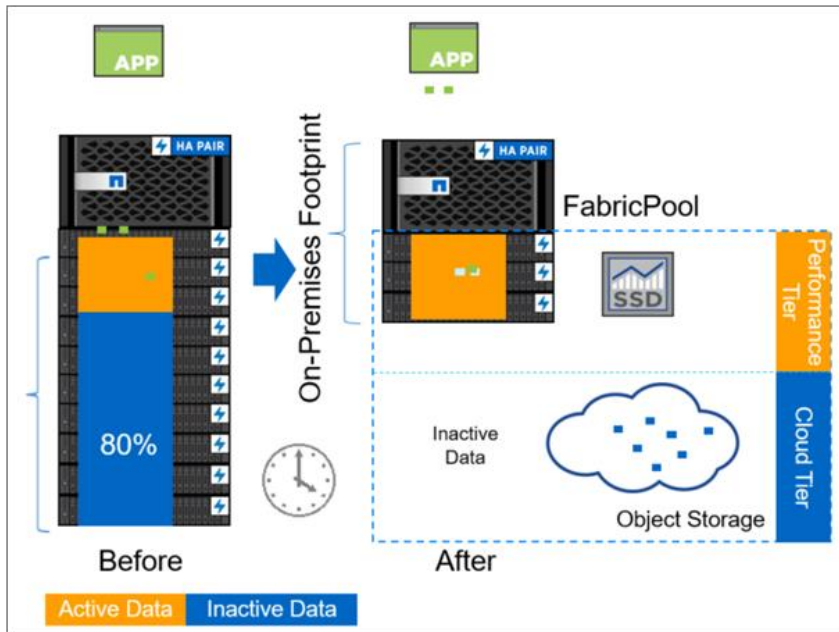 APP
HA PAIR
80%
Before
On-Premises Footprint
APP
HA PAIR
FabricPool
SSD
Performance
Tier
Inactive
Data
Object Storage
Cloud Tier
After
Active Data
Inactive Data